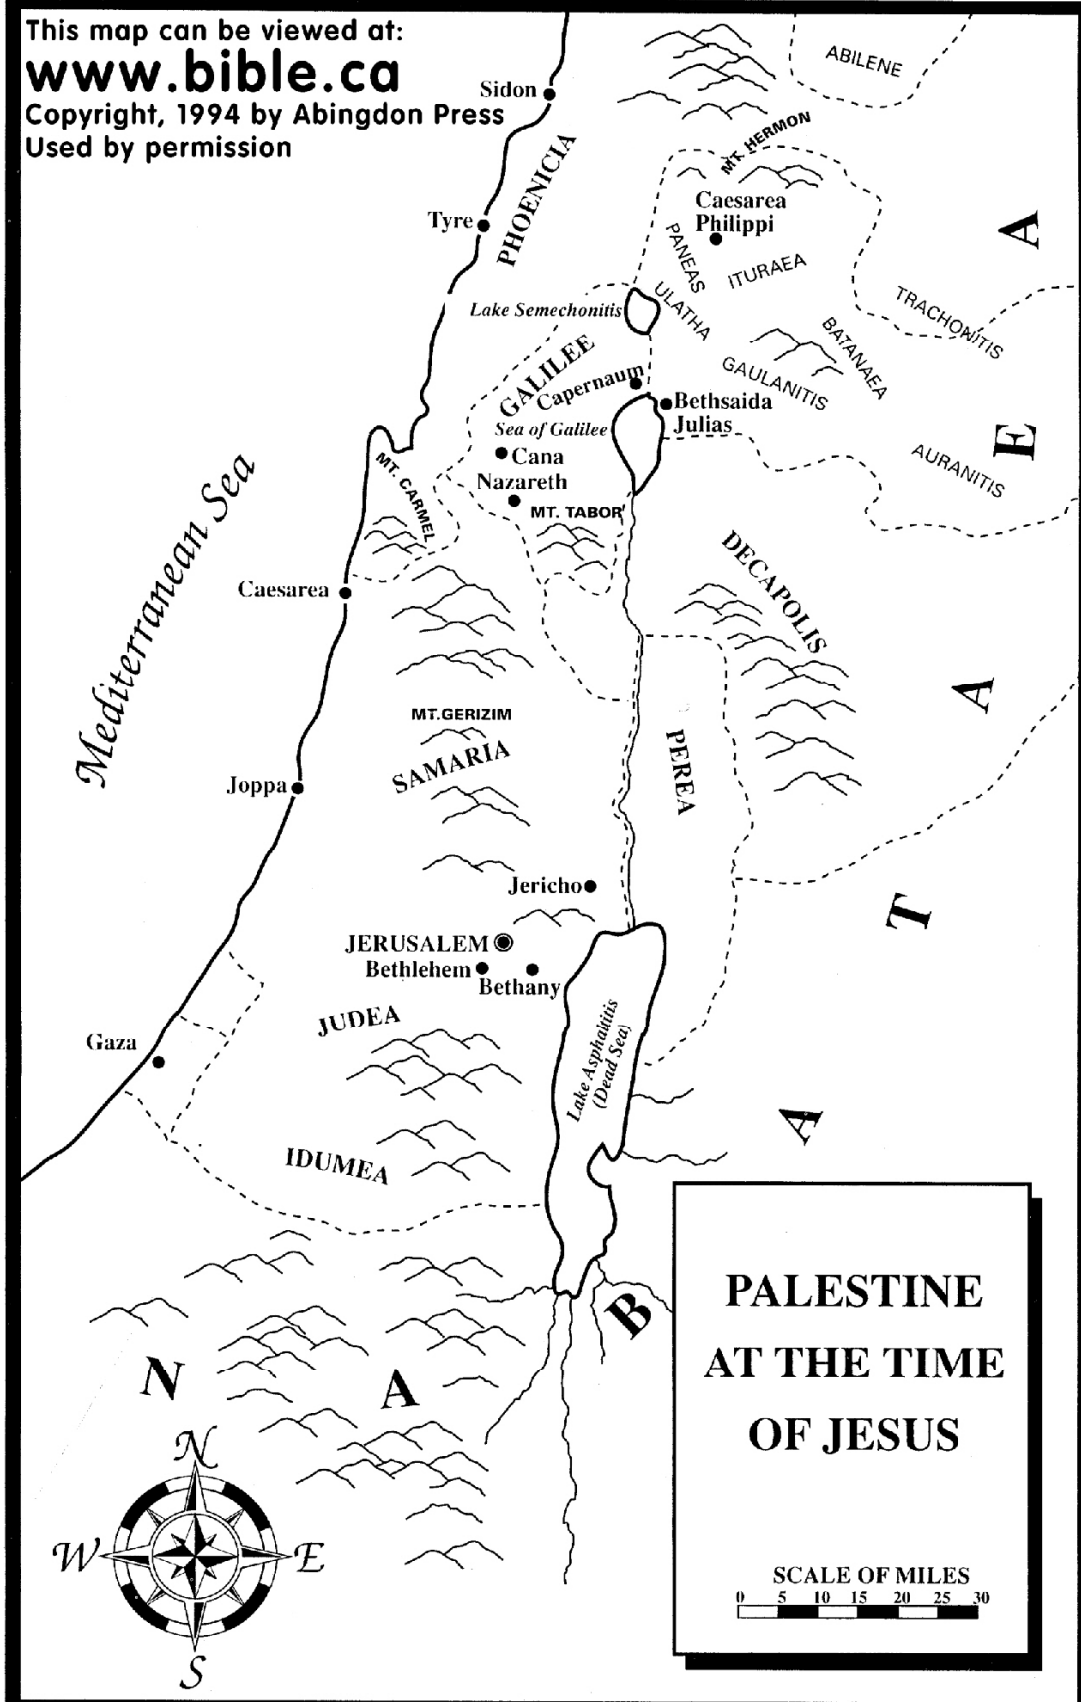 This map can be viewed at:
www.bible.ca
Copyright, 1994 by Abingdon Press
Used by permission
Sidon
ABILENE
MT. HERMON
PHOENICIA
Tyre
Caesarea
Philippi
PANEAS
ITURAEA
ULATHA
Lake Semechonitis
TRACHONITIS
BATANAEA
GALILEE
GAULANITIS
Capernaum
Bethsaida
Julias
Sea of Galilee
Cana
AURANITIS
Nazareth
MT. CARMEL
MT. TABOR
Mediterranean Sea
DECAPOLIS
Caesarea
MT.GERIZIM
SAMARIA
PEREA
Joppa
Jericho
JERUSALEM
Bethlehem
Bethany
JUDEA
Gaza
Lake Asphaltitis
(Dead Sea)
IDUMEA
N A B A T A E A
PALESTINE
AT THE TIME
OF JESUS
SCALE OF MILES
0 5 10 15 20 25 30
N
W E
S